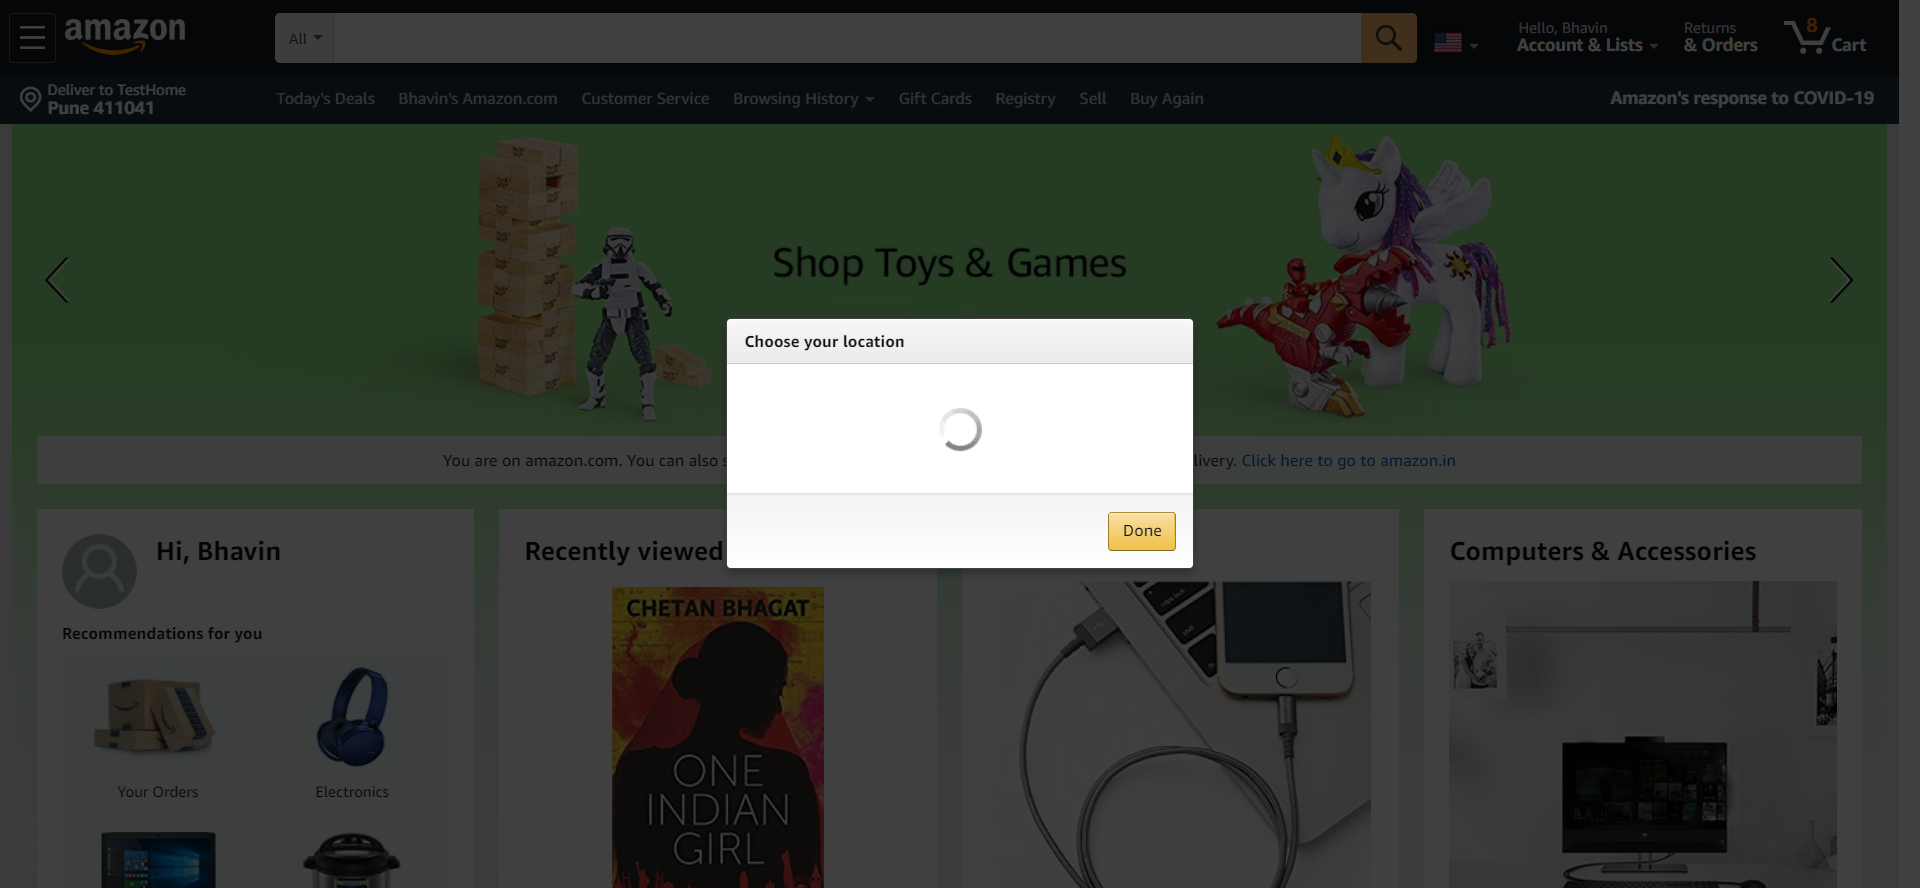 amazon
All
Hello, Bhavin
Account & Lists
Returns
& Orders
8
Cart
Deliver to TestHome
Pune 411041
Today's Deals
Bhavin's Amazon.com
Customer Service
Browsing History
Gift Cards
Registry
Sell
Buy Again
Amazon's response to COVID-19
Shop Toys & Games
Choose your location
Done
You are on amazon.com. You can also
livery. Click here to go to amazon.in
Hi, Bhavin
Recommendations for you
Your Orders
Electronics
Recently viewed
CHETAN BHAGAT
ONE
INDIAN
GIRL
caps lock
shift
Computers & Accessories